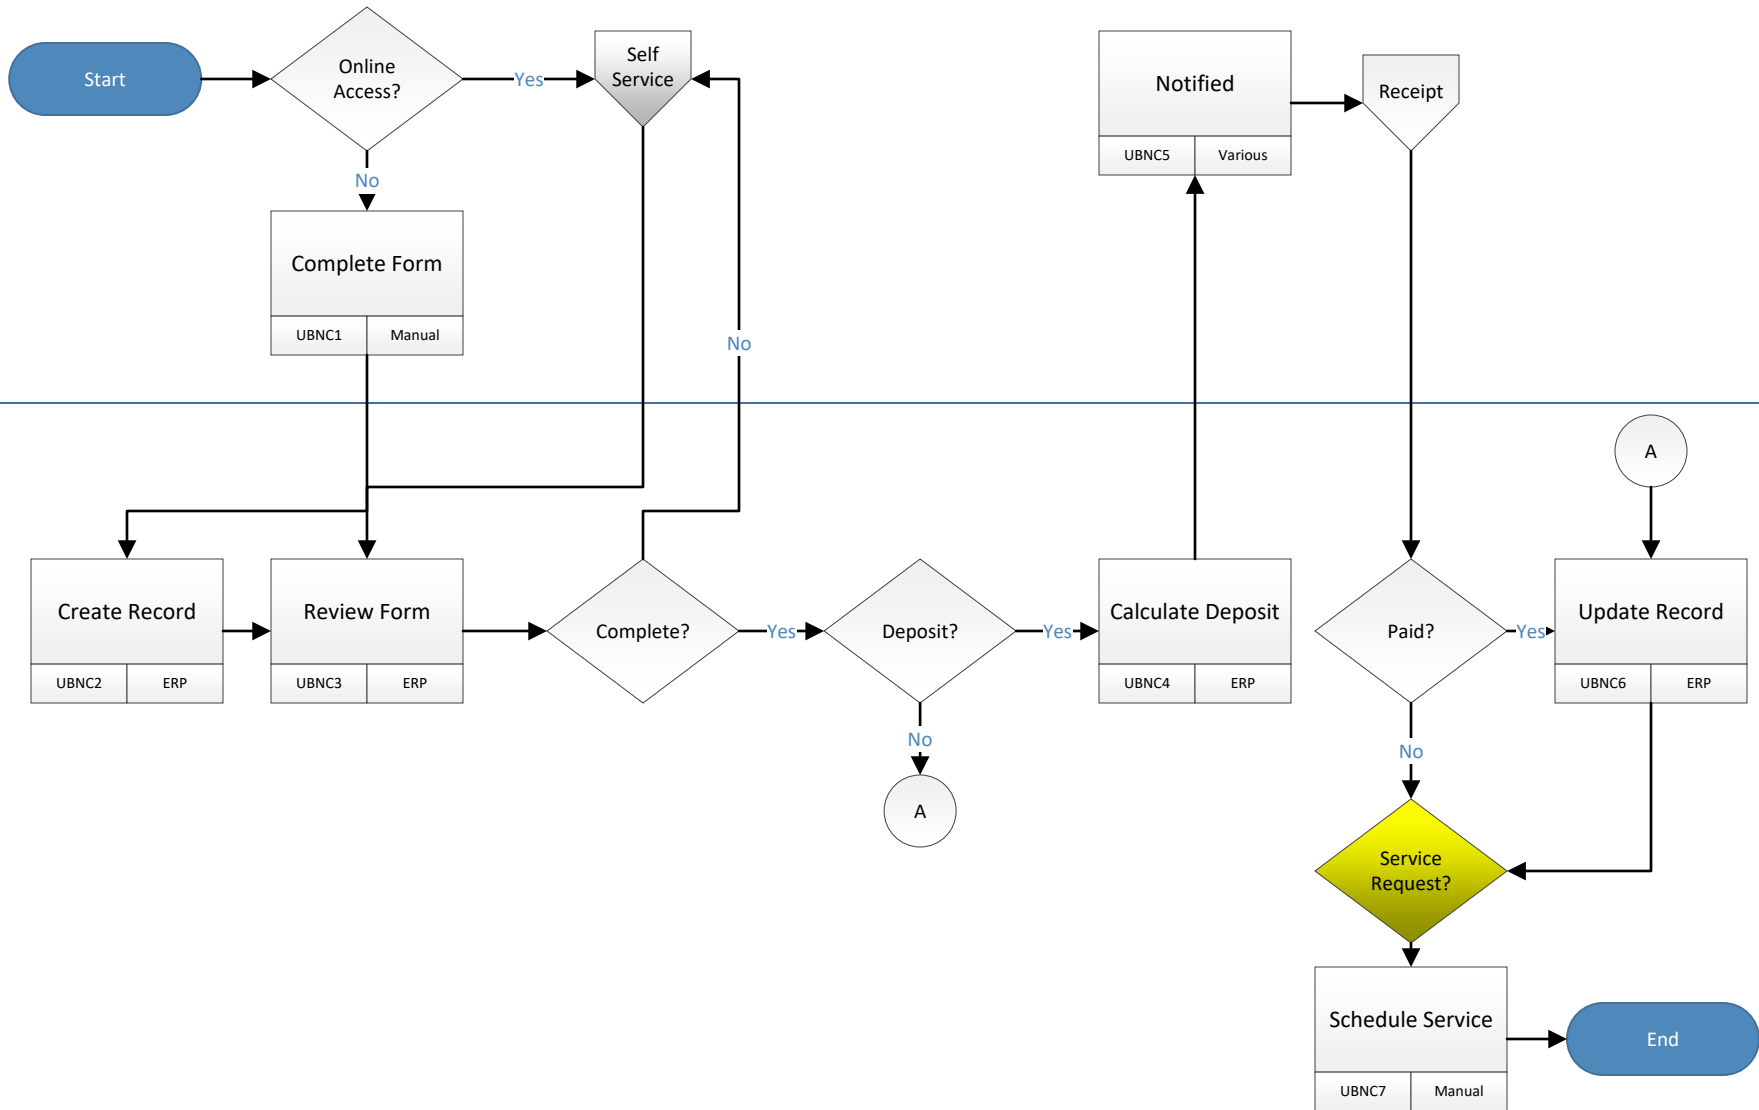 Start
Online
Access?
Yes
Self
Service
No
Complete Form
UBNC1
Manual
No
Notified
UBNC5
Various
Receipt
A
Create Record
UBNC2
ERP
Review Form
UBNC3
ERP
Complete?
Yes
Deposit?
Yes
No
A
Calculate Deposit
UBNC4
ERP
Paid?
Yes
No
Update Record
UBNC6
ERP
Service
Request?
Schedule Service
UBNC7
Manual
End